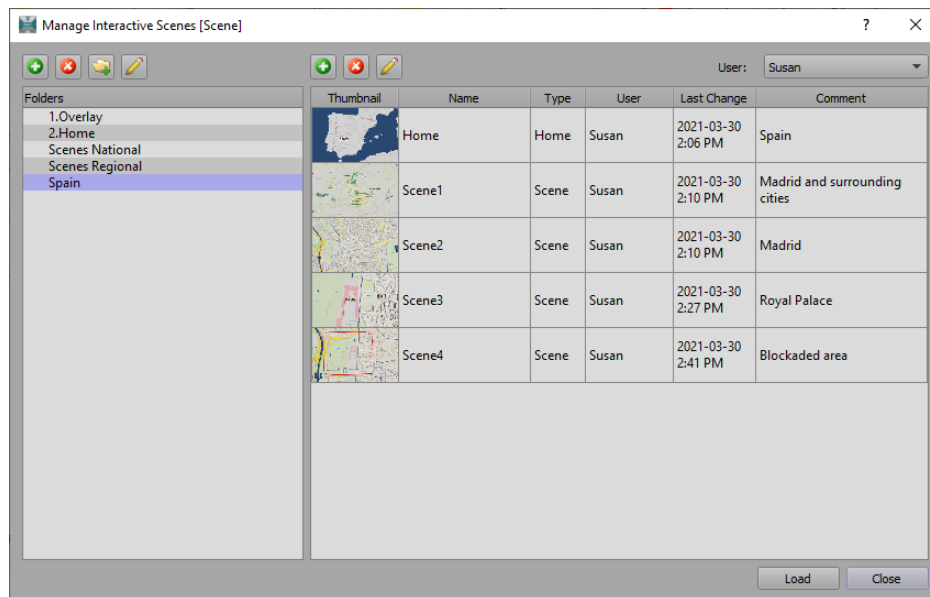 Manage Interactive Scenes [Scene]
User: Susan
Folders
1.Overlay
2.Home
Scenes National
Scenes Regional
Spain
Thumbnail Name Type User Last Change Comment
Home Home Susan 2021-03-30 2:06 PM Spain
Scene1 Scene Susan 2021-03-30 2:10 PM Madrid and surrounding cities
Scene2 Scene Susan 2021-03-30 2:10 PM Madrid
Scene3 Scene Susan 2021-03-30 2:27 PM Royal Palace
Scene4 Scene Susan 2021-03-30 2:41 PM Blockaded area
Load Close